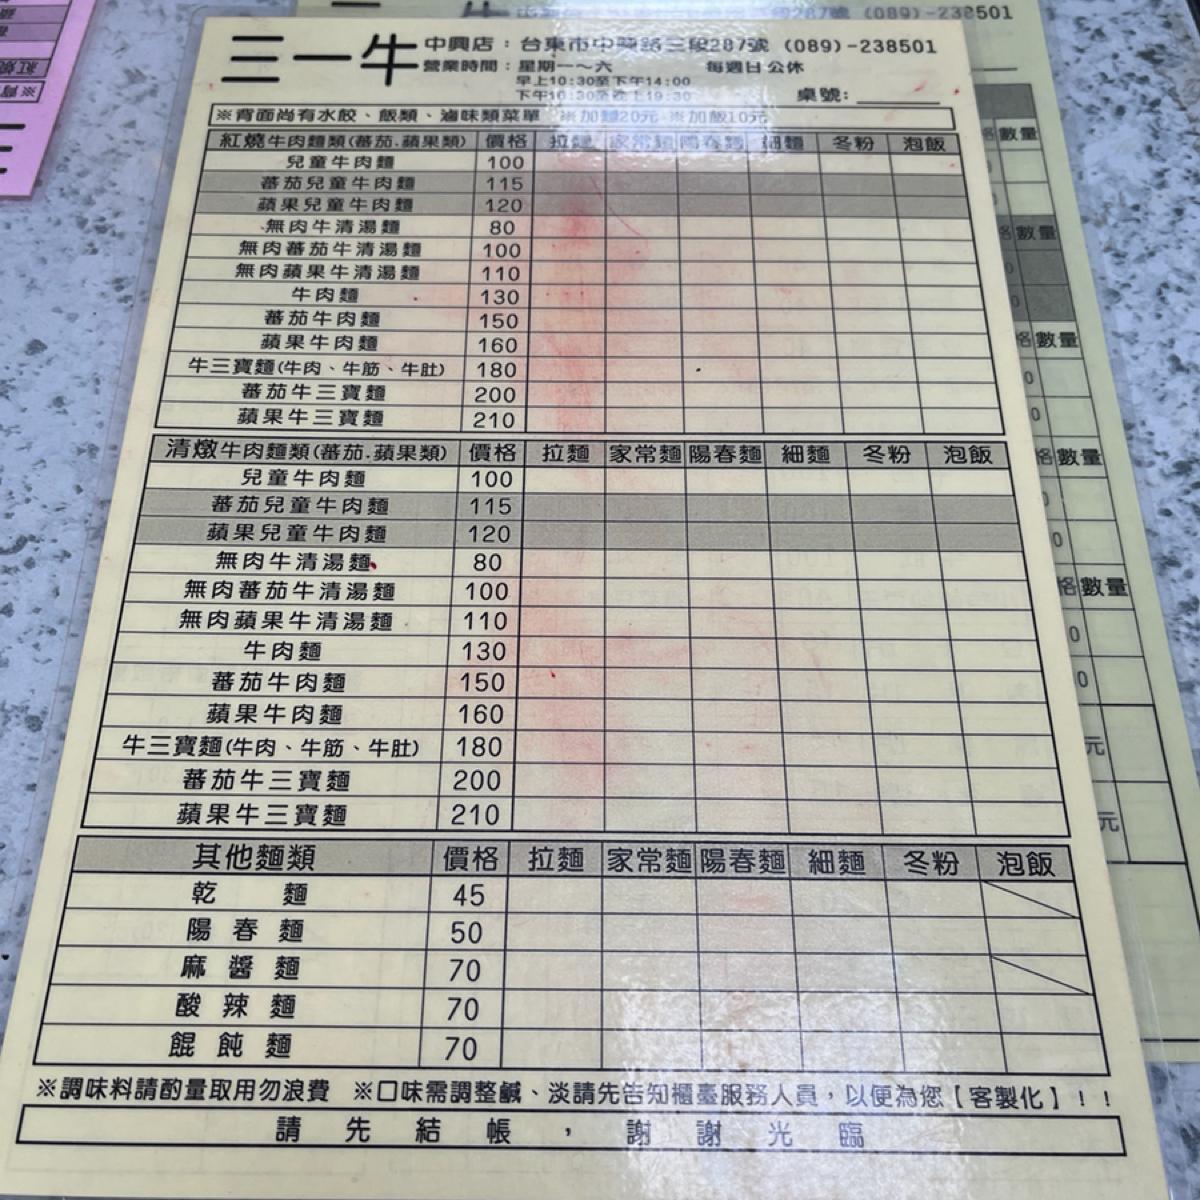 三一牛 中興店：台東市中興路三段287號 (089)-238501
營業時間：星期一～六 每週日公休
早上10:30至下午14:00
桌號:
※背面尚有水餃、飯類、滷味類菜單 ※加麵20元 ※加飯10元
紅燒牛肉麵類(蕃茄.蘋果類) 價格 拉麵 家常麵 陽春麵 細麵 冬粉 泡飯
兒童牛肉麵 100
蕃茄兒童牛肉麵 115
蘋果兒童牛肉麵 120
無肉牛清湯麵 80
無肉蕃茄牛清湯麵 100
無肉蘋果牛清湯麵 110
牛肉麵 130
蕃茄牛肉麵 150
蘋果牛肉麵 160
牛三寶麵(牛肉、牛筋、牛肚) 180
蕃茄牛三寶麵 200
蘋果牛三寶麵 210
清燉牛肉麵類(蕃茄.蘋果類) 價格 拉麵 家常麵 陽春麵 細麵 冬粉 泡飯
兒童牛肉麵 100
蕃茄兒童牛肉麵 115
蘋果兒童牛肉麵 120
無肉牛清湯麵 80
無肉蕃茄牛清湯麵 100
無肉蘋果牛清湯麵 110
牛肉麵 130
蕃茄牛肉麵 150
蘋果牛肉麵 160
牛三寶麵(牛肉、牛筋、牛肚) 180
蕃茄牛三寶麵 200
蘋果牛三寶麵 210
其他麵類 價格 拉麵 家常麵 陽春麵 細麵 冬粉 泡飯
乾麵 45
陽春麵 50
麻醬麵 70
酸辣麵 70
餛飩麵 70
※調味料請酌量取用勿浪費 ※口味需調整鹹、淡請先告知櫃臺服務人員，以便為您【客製化】！！
請先結帳，謝謝光臨
(089)-238501
數量
數量
數量
數量
數量
元
元